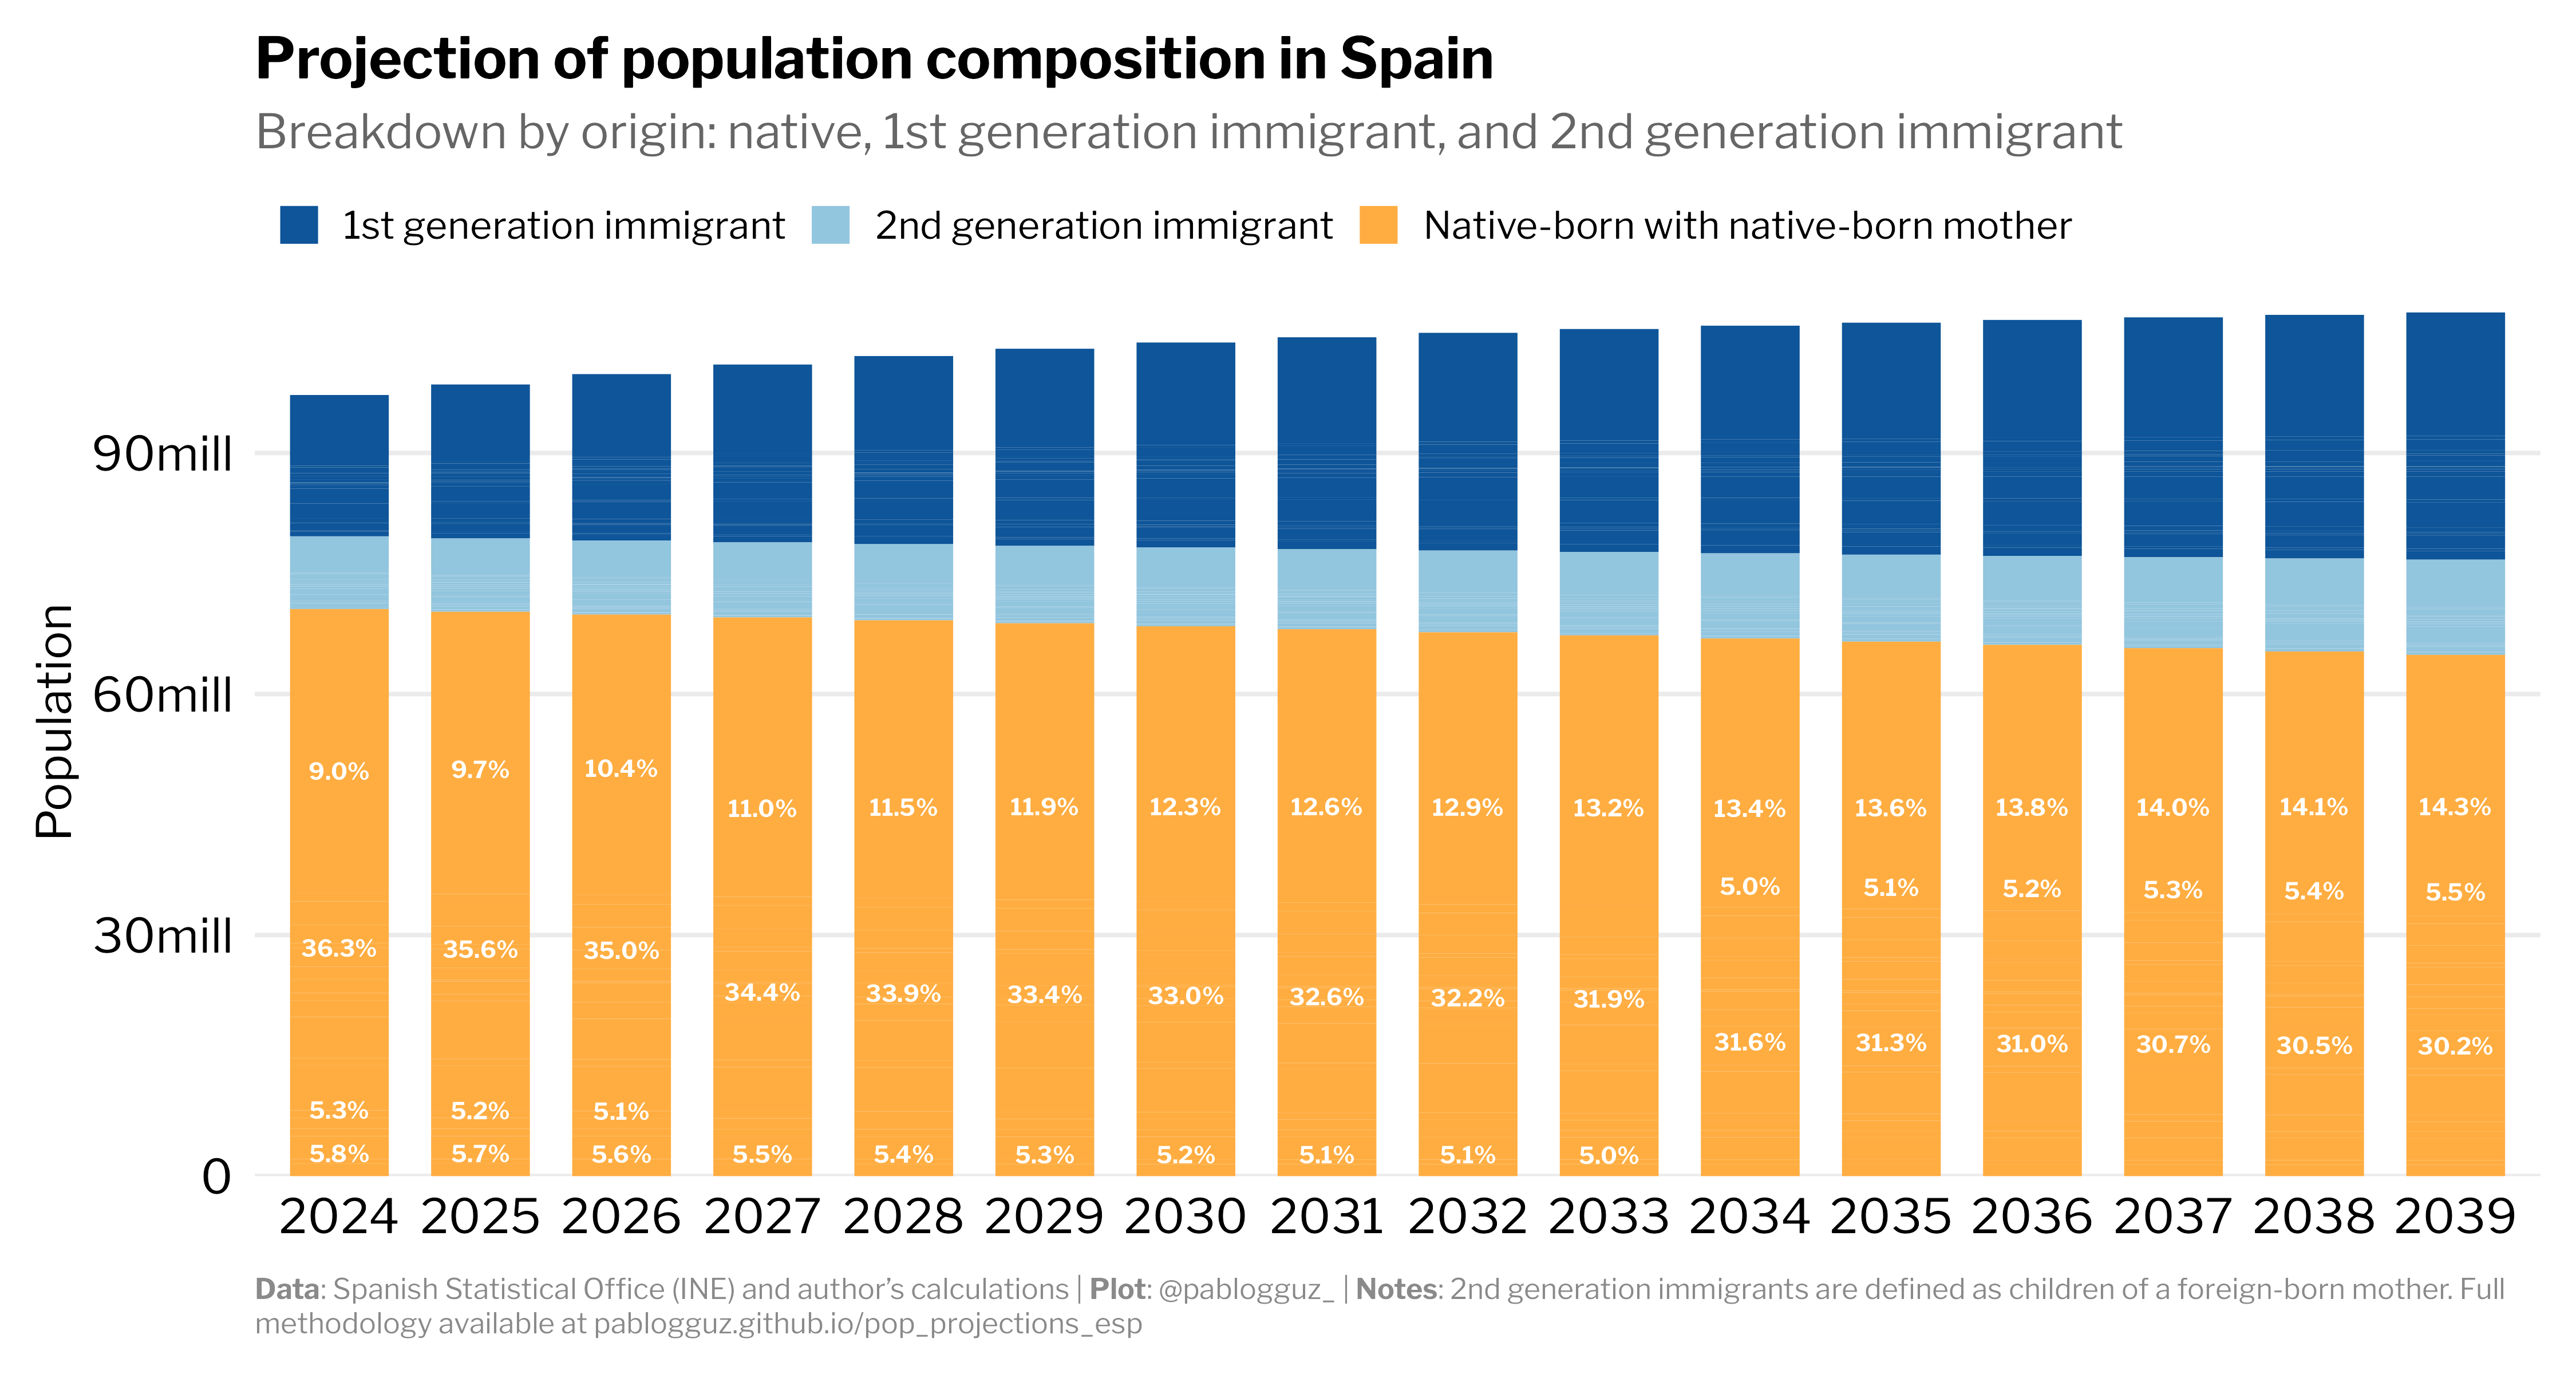 Projection of population composition in Spain
Breakdown by origin: native, 1st generation immigrant, and 2nd generation immigrant
1st generation immigrant 2nd generation immigrant Native-born with native-born mother
90mill
60mill
30mill
0
Population
9.0% 9.7% 10.4% 11.0% 11.5% 11.9% 12.3% 12.6% 12.9% 13.2% 13.4% 13.6% 13.8% 14.0% 14.1% 14.3%
5.0% 5.1% 5.2% 5.3% 5.4% 5.5%
36.3% 35.6% 35.0% 34.4% 33.9% 33.4% 33.0% 32.6% 32.2% 31.9% 31.6% 31.3% 31.0% 30.7% 30.5% 30.2%
5.3% 5.2% 5.1%
5.8% 5.7% 5.6% 5.5% 5.4% 5.3% 5.2% 5.1% 5.1% 5.0%
2024 2025 2026 2027 2028 2029 2030 2031 2032 2033 2034 2035 2036 2037 2038 2039
Data: Spanish Statistical Office (INE) and author’s calculations | Plot: @pablogguz_ | Notes: 2nd generation immigrants are defined as children of a foreign-born mother. Full
methodology available at pablogguz.github.io/pop_projections_esp